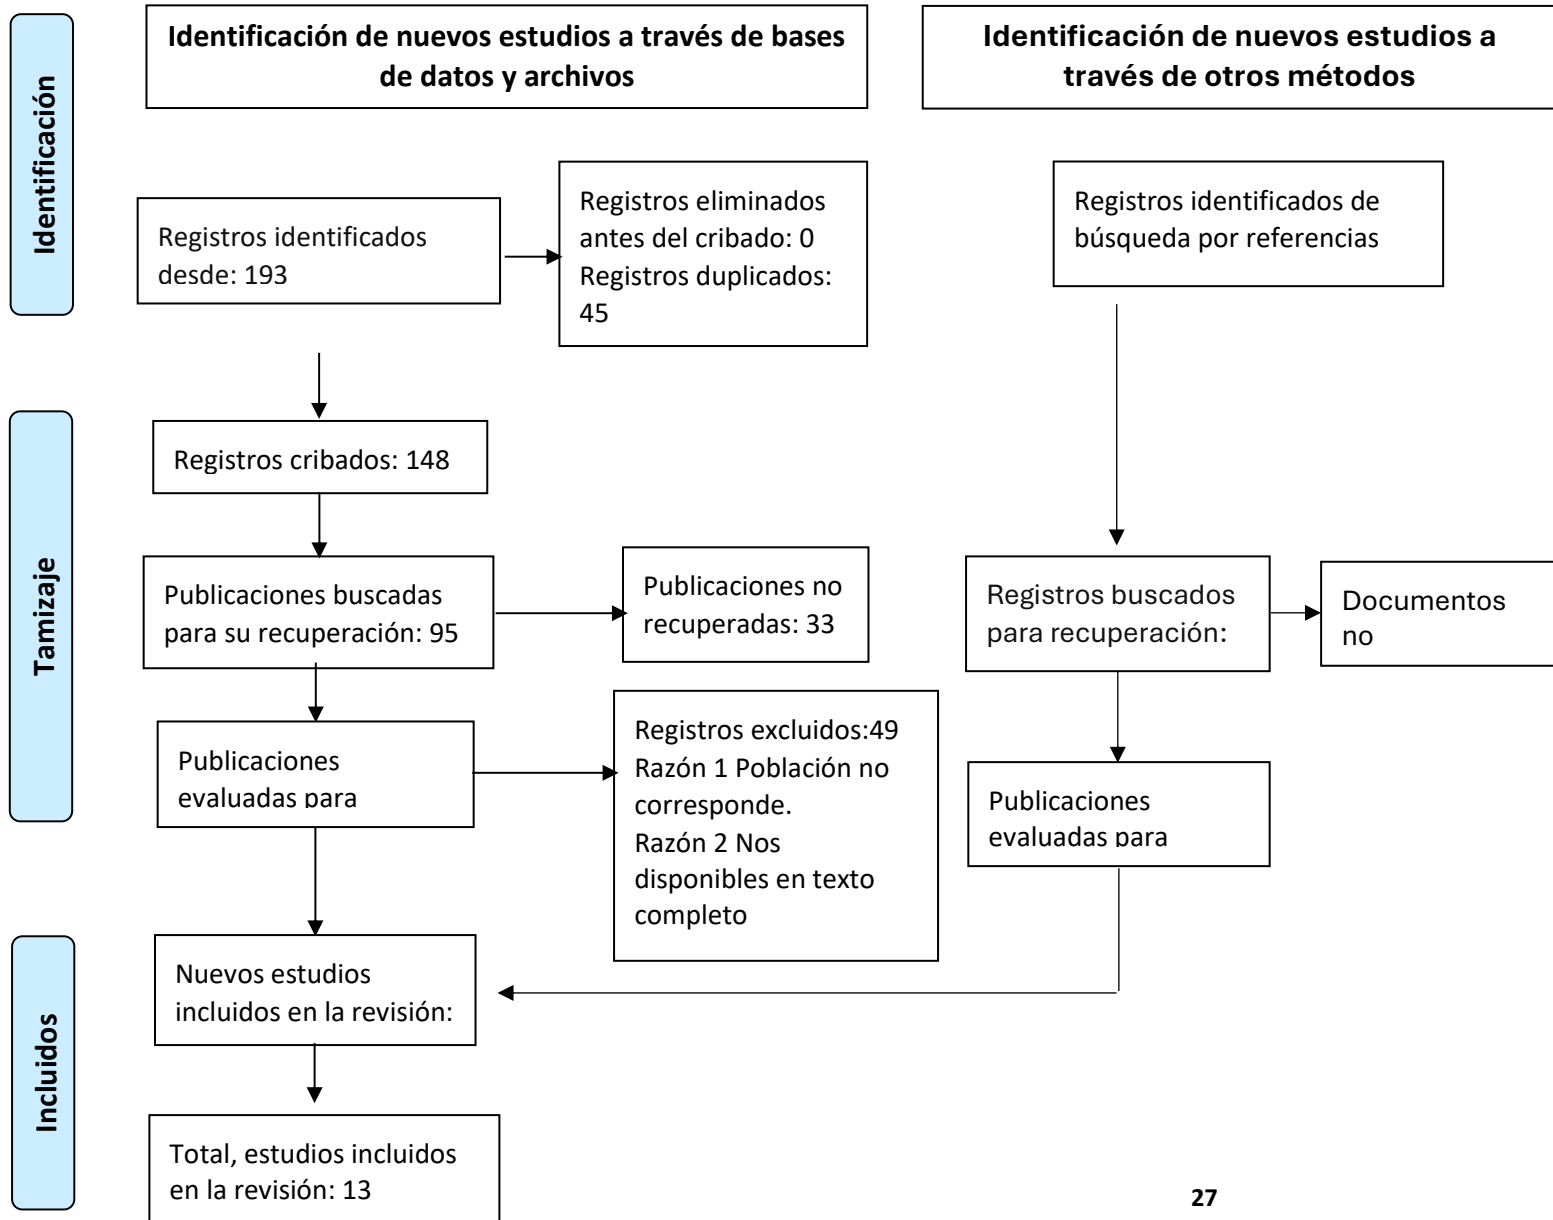 Identificación
Identificación de nuevos estudios a través de bases
de datos y archivos
Identificación de nuevos estudios a
través de otros métodos
Registros identificados
desde: 193
Registros eliminados
antes del cribado: 0
Registros duplicados:
45
Registros identificados de
búsqueda por referencias
Tamizaje
Registros cribados: 148
Publicaciones buscadas
para su recuperación: 95
Publicaciones no
recuperadas: 33
Registros buscados
para recuperación:
Documentos
no
Publicaciones
evaluadas para
Registros excluidos:49
Razón 1 Población no
corresponde.
Razón 2 Nos
disponibles en texto
completo
Publicaciones
evaluadas para
Incluidos
Nuevos estudios
incluidos en la revisión:
Total, estudios incluidos
en la revisión: 13
27